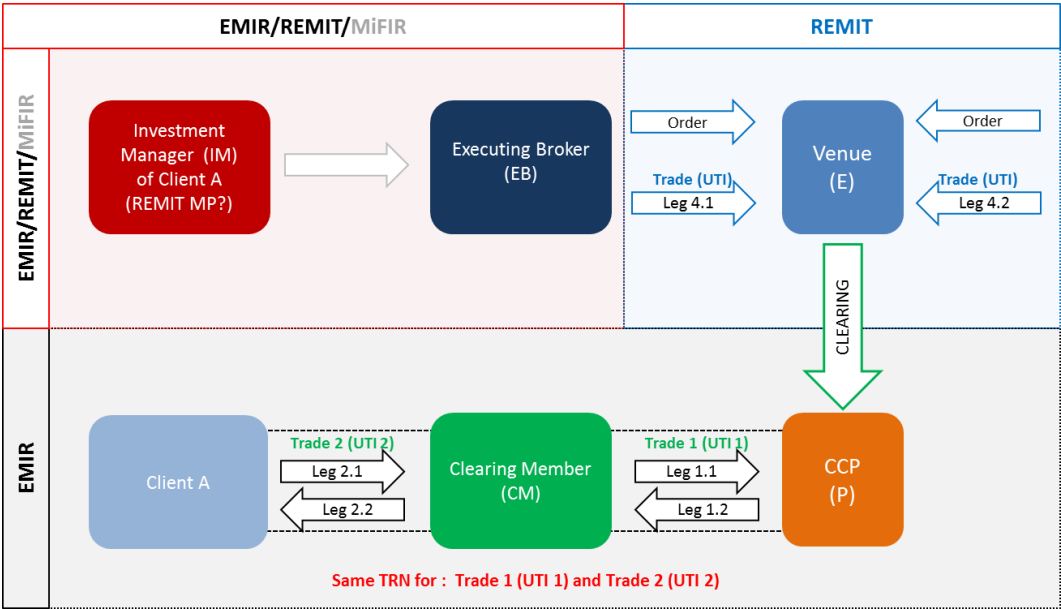 EMIR/REMIT/MiFIR
REMIT
EMIR/REMIT/MiFIR
Investment
Manager (IM)
of Client A
(REMIT MP?)
Executing Broker
(EB)
Order
Trade (UTI)
Leg 4.1
Venue
(E)
Order
Trade (UTI)
Leg 4.2
CLEARING
EMIR
Client A
Trade 2 (UTI 2)
Leg 2.1
Leg 2.2
Clearing Member
(CM)
Trade 1 (UTI 1)
Leg 1.1
Leg 1.2
CCP
(P)
Same TRN for : Trade 1 (UTI 1) and Trade 2 (UTI 2)